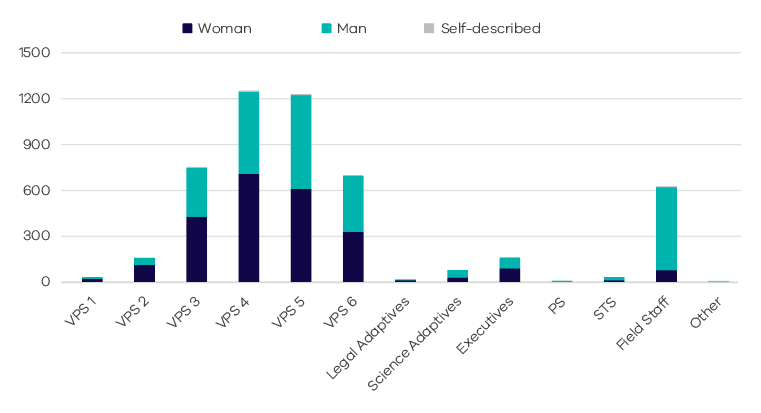 Woman Man Self-described
1500
1200
900
600
300
0
VPS 1
VPS 2
VPS 3
VPS 4
VPS 5
VPS 6
Legal Adaptives
Science Adaptives
Executives
PS
STS
Field Staff
Other